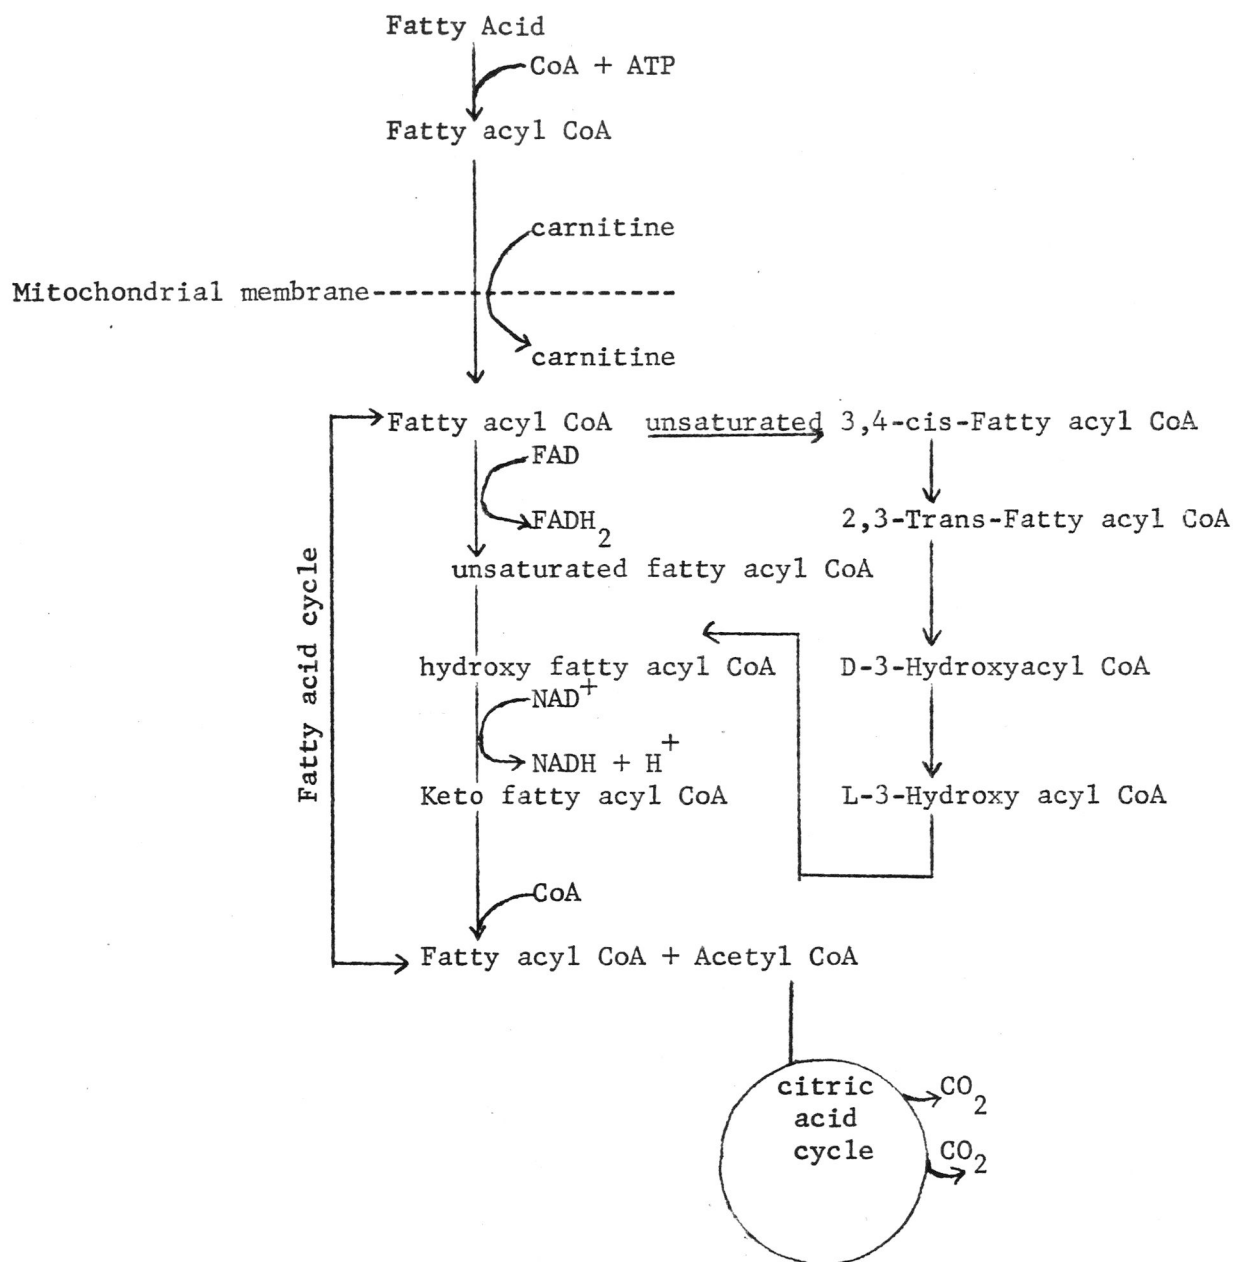 Fatty Acid
CoA + ATP
Fatty acyl CoA
carnitine
Mitochondrial membrane
carnitine
Fatty acyl CoA unsaturated 3,4-cis-Fatty acyl CoA
FAD
FADH2
2,3-Trans-Fatty acyl CoA
unsaturated fatty acyl CoA
Fatty acid cycle
hydroxy fatty acyl CoA
D-3-Hydroxyacyl CoA
NAD+
NADH + H+
Keto fatty acyl CoA
L-3-Hydroxy acyl CoA
CoA
Fatty acyl CoA + Acetyl CoA
citric
acid
cycle
CO2
CO2